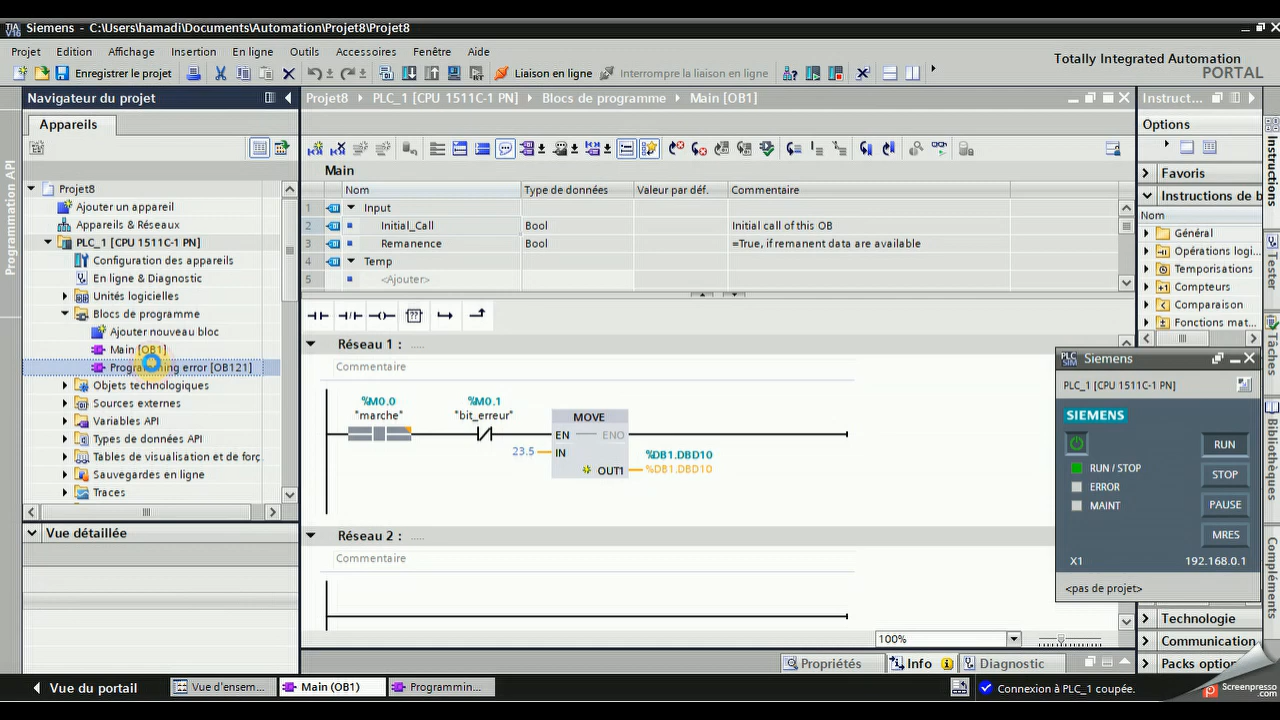 TIA V16 Siemens - C:\Users\hamadi\Documents\Automation\Projet8\Projet8
Projet Edition Affichage Insertion En ligne Outils Accessoires Fenêtre Aide
Enregistrer le projet Liaison en ligne Interrompre la liaison en ligne
Totally Integrated Automation
PORTAL
Navigateur du projet
Projet8 PLC_1 [CPU 1511C-1 PN] Blocs de programme Main [OB1]
Instruct...
Appareils
Options
Programmation API
Projet8
Ajouter un appareil
Appareils & Réseaux
PLC_1 [CPU 1511C-1 PN]
Configuration des appareils
En ligne & Diagnostic
Unités logicielles
Blocs de programme
Ajouter nouveau bloc
Main [OB1]
Programming error [OB121]
Objets technologiques
Sources externes
Variables API
Types de données API
Tables de visualisation et de forç
Sauvegardes en ligne
Traces
Vue détaillée
Main
Nom Type de données Valeur par déf. Commentaire
1 Input
2 Initial_Call Bool Initial call of this OB
3 Remanence Bool =True, if remanent data are available
4 Temp
5 <Ajouter>
??
Réseau 1 : .....
Commentaire
%M0.0
"marche"
%M0.1
"bit_erreur"
MOVE
EN ENO
23.5 IN
OUT1
%DB1.DBD10
%DB1.DBD10
Réseau 2 : .....
Commentaire
100%
Propriétés Info Diagnostic
Favoris
Instructions de b
Nom
Général
Opérations logi...
Temporisations
Compteurs
Comparaison
Fonctions mat...
PLC SIM Siemens
PLC_1 [CPU 1511C-1 PN]
SIEMENS
RUN
RUN / STOP
STOP
ERROR
MAINT
PAUSE
MRES
X1 192.168.0.1
<pas de projet>
Technologie
Communication
Packs option
Instructions
Tester
Tâches
Bibliothèques
Compléments
Vue du portail Vue d'ensem... Main (OB1) Programmin... Connexion à PLC_1 coupée.
Screenpresso
.com